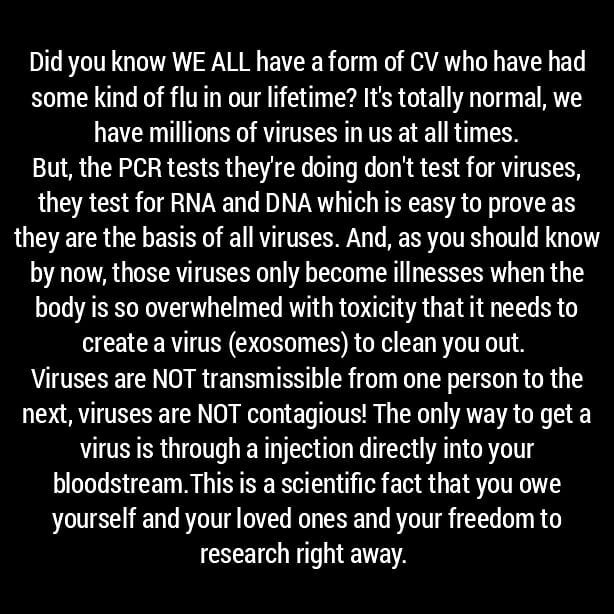 Did you know WE ALL have a form of CV who have had
some kind of flu in our lifetime? It's totally normal, we
have millions of viruses in us at all times.
But, the PCR tests they're doing don't test for viruses,
they test for RNA and DNA which is easy to prove as
they are the basis of all viruses. And, as you should know
by now, those viruses only become illnesses when the
body is so overwhelmed with toxicity that it needs to
create a virus (exosomes) to clean you out.
Viruses are NOT transmissible from one person to the
next, viruses are NOT contagious! The only way to get a
virus is through a injection directly into your
bloodstream.This is a scientific fact that you owe
yourself and your loved ones and your freedom to
research right away.